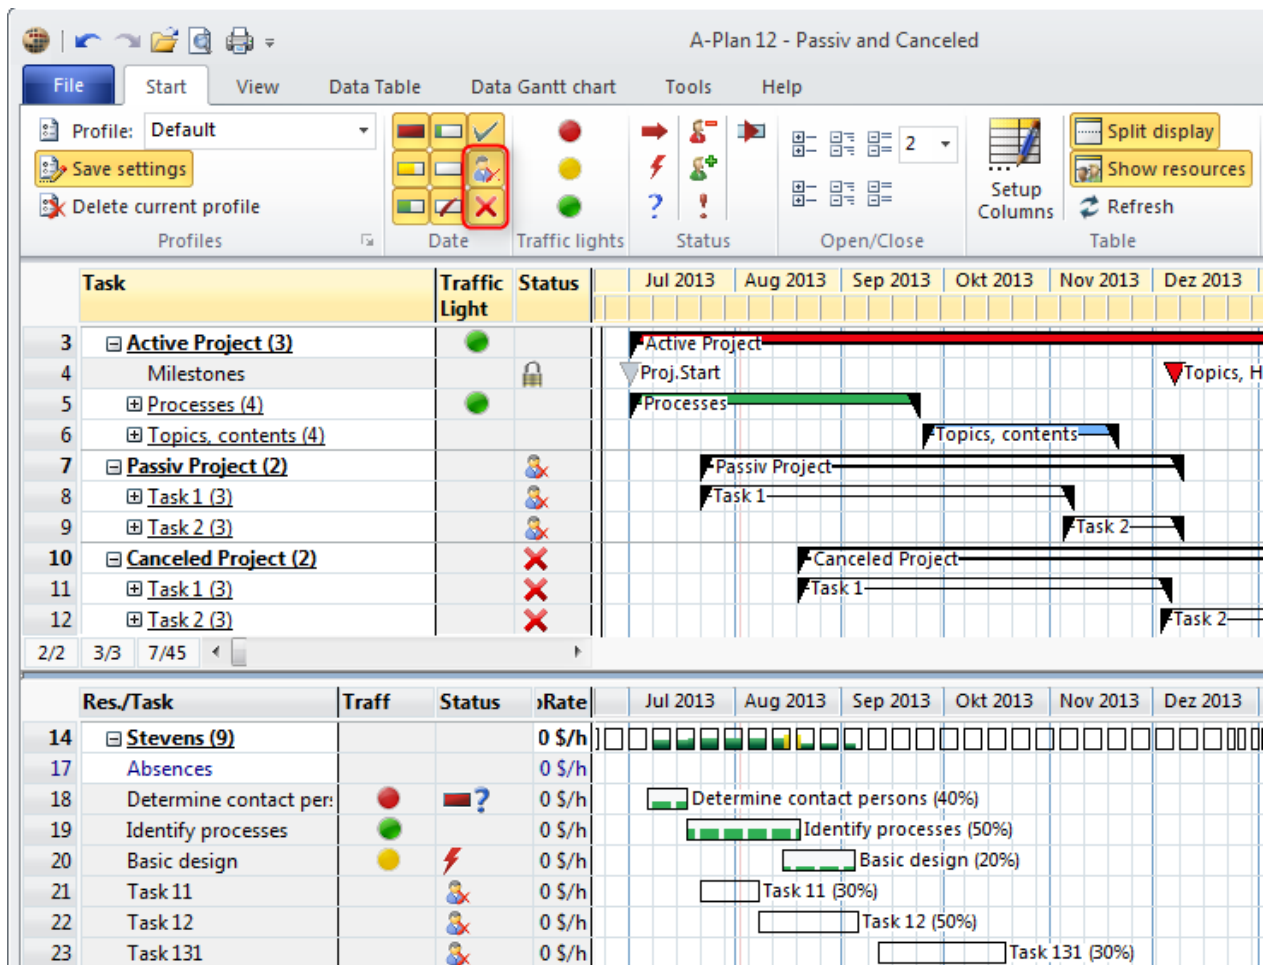 A-Plan 12 - Passiv and Canceled
File Start View Data Table Data Gantt chart Tools Help
Profile: Default
Save settings
Delete current profile
2
Setup Columns
Split display
Show resources
Refresh
Profiles Date Traffic lights Status Open/Close Table
Task Traffic Light Status Jul 2013 Aug 2013 Sep 2013 Okt 2013 Nov 2013 Dez 2013
3 Active Project (3) Active Project
4 Milestones Proj.Start Topics, H
5 Processes (4) Processes
6 Topics, contents (4) Topics, contents
7 Passiv Project (2) Passiv Project
8 Task 1 (3) Task 1
9 Task 2 (3) Task 2
10 Canceled Project (2) Canceled Project
11 Task 1 (3) Task 1
12 Task 2 (3) Task 2
2/2 3/3 7/45
Res./Task Traff Status Rate Jul 2013 Aug 2013 Sep 2013 Okt 2013 Nov 2013 Dez 2013
14 Stevens (9) 0 $/h
17 Absences 0 $/h
18 Determine contact pers 0 $/h Determine contact persons (40%)
19 Identify processes 0 $/h Identify processes (50%)
20 Basic design 0 $/h Basic design (20%)
21 Task 11 0 $/h Task 11 (30%)
22 Task 12 0 $/h Task 12 (50%)
23 Task 131 0 $/h Task 131 (30%)